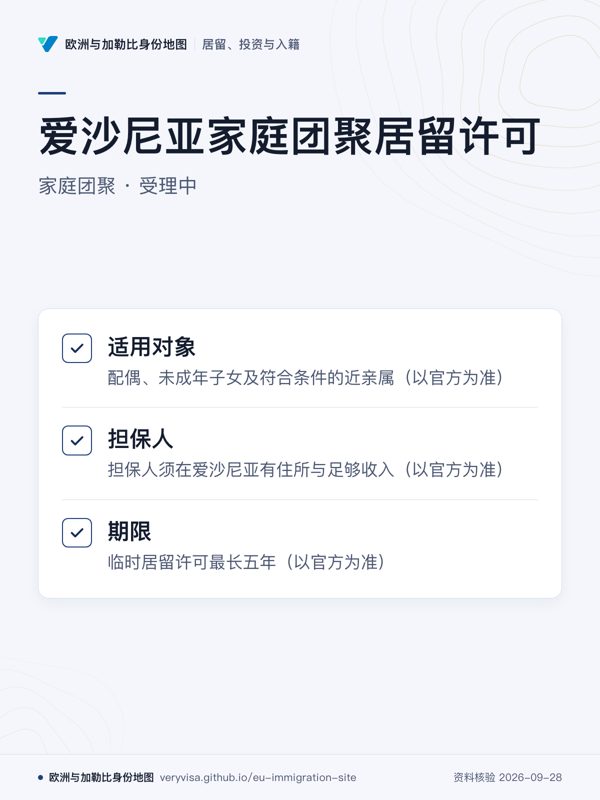 欧洲与加勒比身份地图 居留、投资与入籍
爱沙尼亚家庭团聚居留许可
家庭团聚 · 受理中
适用对象
配偶、未成年子女及符合条件的近亲属（以官方为准）
担保人
担保人须在爱沙尼亚有住所与足够收入（以官方为准）
期限
临时居留许可最长五年（以官方为准）
欧洲与加勒比身份地图 veryvisa.github.io/eu-immigration-site 资料核验 2026-09-28